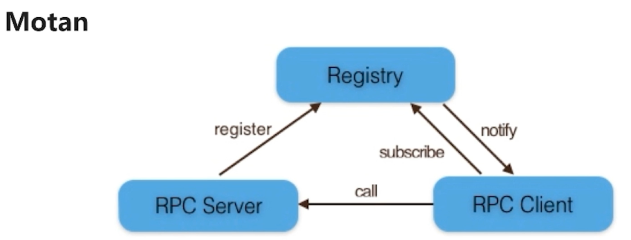 Motan
Registry
register
notify
subscribe
call
RPC Server
RPC Client